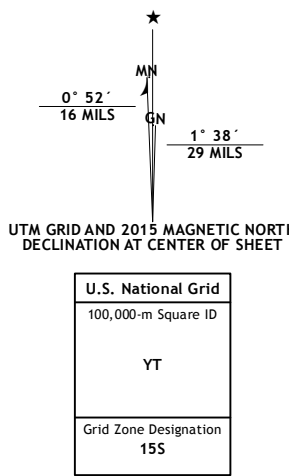 ★
MN
0° 52´
16 MILS
GN
1° 38´
29 MILS
UTM GRID AND 2015 MAGNETIC NORTH
DECLINATION AT CENTER OF SHEET
U.S. National Grid
100,000-m Square ID
YT
Grid Zone Designation
15S